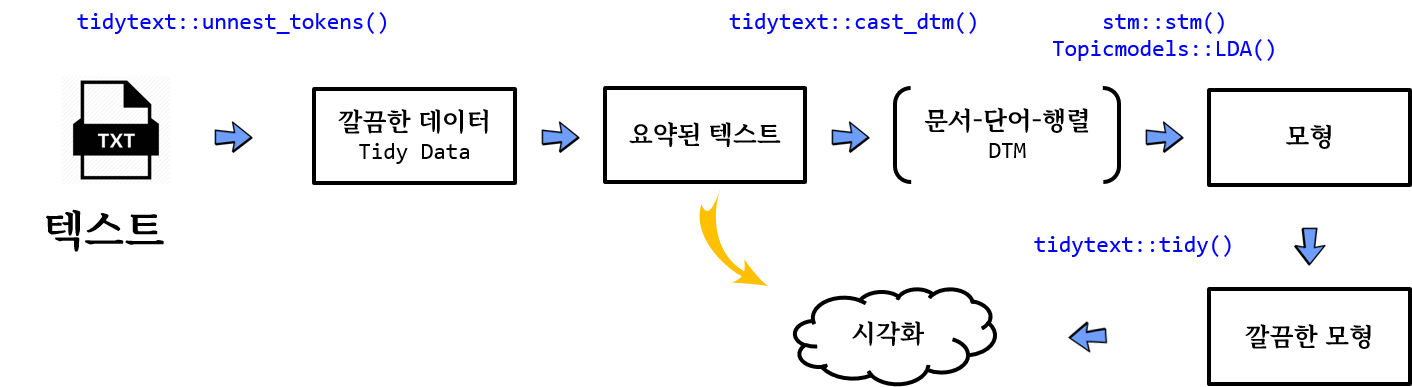 tidytext::unnest_tokens()
tidytext::cast_dtm()
stm::stm()
Topicmodels::LDA()
TXT
텍스트
깔끔한 데이터
Tidy Data
요약된 텍스트
문서-단어-행렬
DTM
모형
tidytext::tidy()
시각화
깔끔한 모형